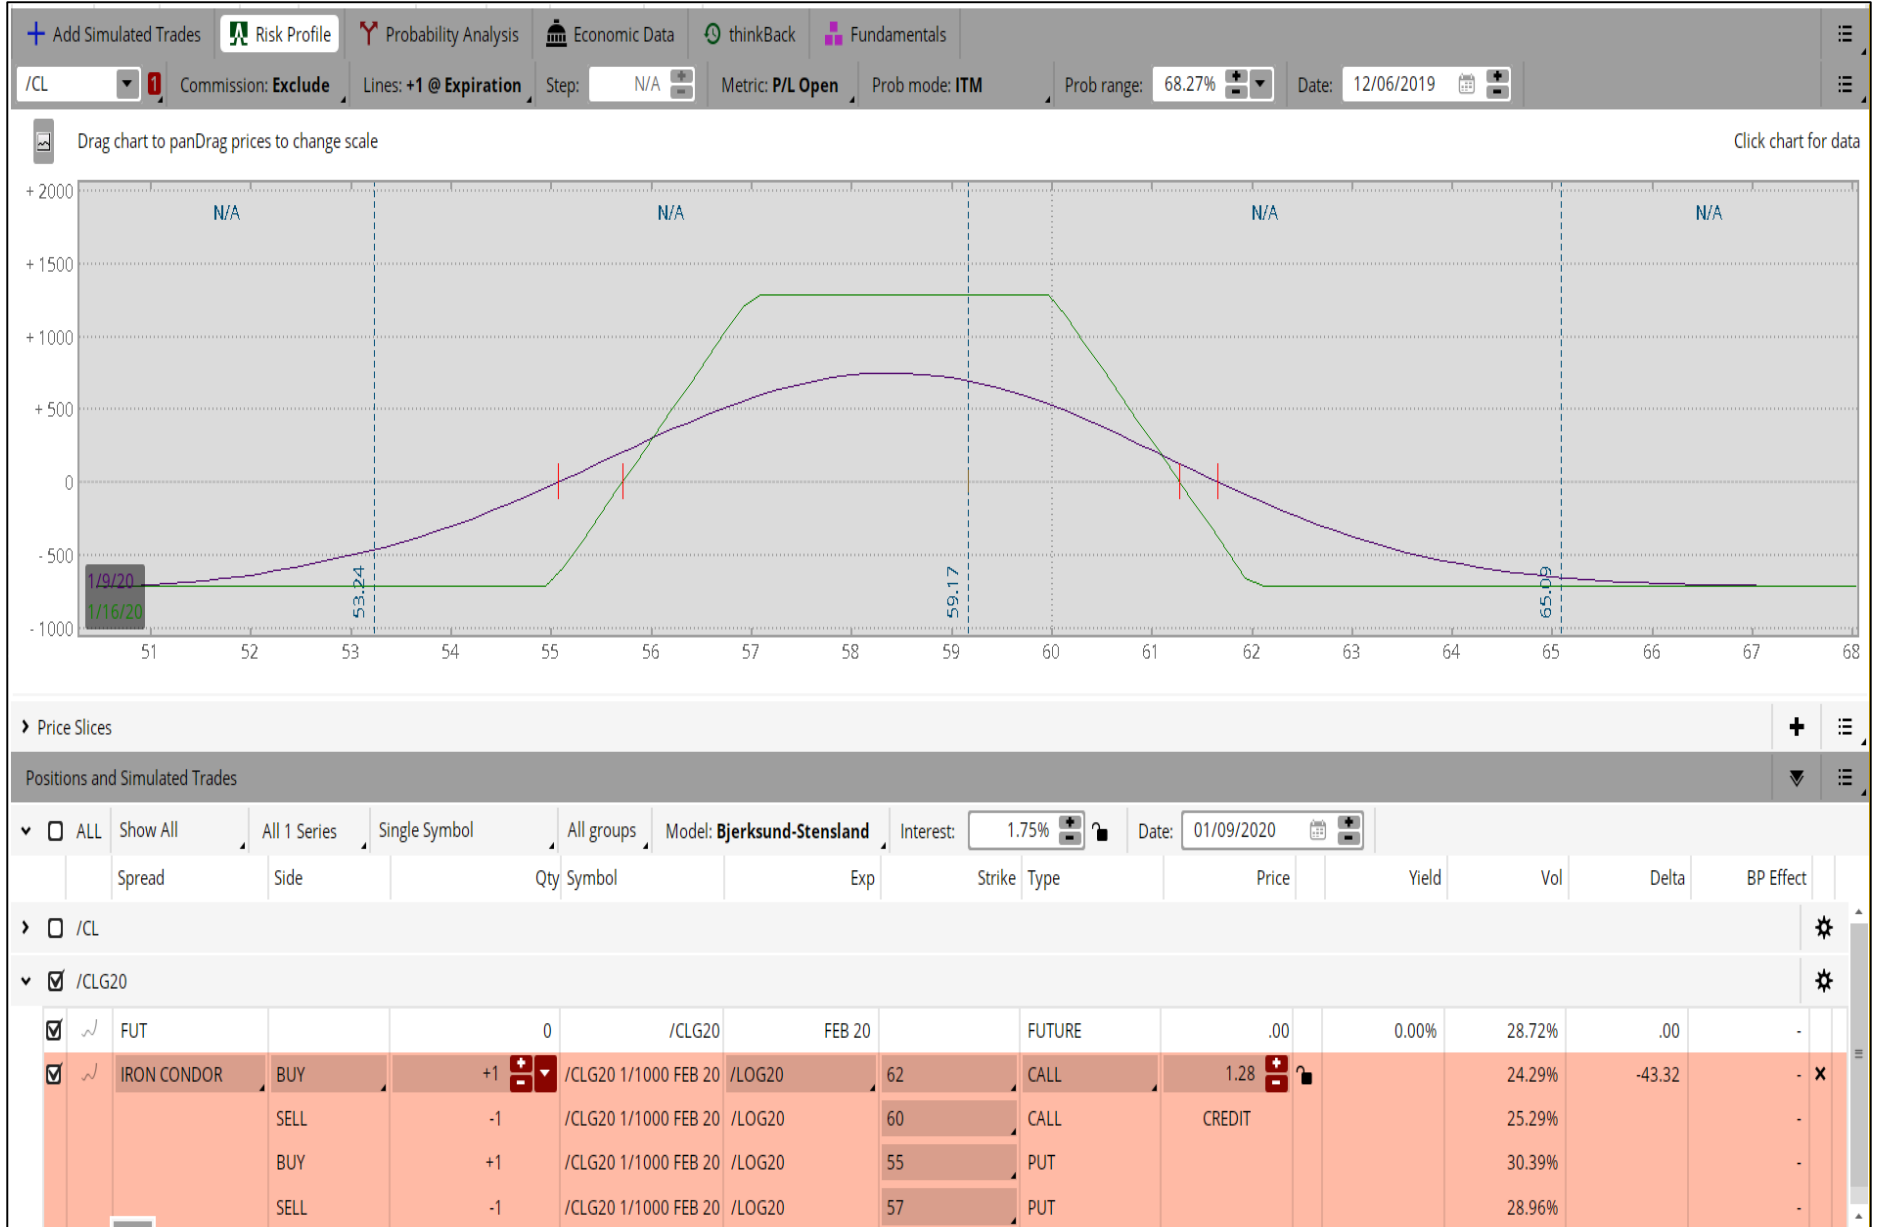 Add Simulated Trades Risk Profile Probability Analysis Economic Data thinkBack Fundamentals
/CL 1 Commission: Exclude Lines: +1 @ Expiration Step: N/A Metric: P/L Open Prob mode: ITM Prob range: 68.27% Date: 12/06/2019
Drag chart to panDrag prices to change scale Click chart for data
+ 2000
N/A N/A N/A N/A
+ 1500
+ 1000
+ 500
0
- 500
1/9/20
1/16/20
53.24 59.17 65.09
- 1000
51 52 53 54 55 56 57 58 59 60 61 62 63 64 65 66 67 68
Price Slices
Positions and Simulated Trades
ALL Show All All 1 Series Single Symbol All groups Model: Bjerksund-Stensland Interest: 1.75% Date: 01/09/2020
Spread Side Qty Symbol Exp Strike Type Price Yield Vol Delta BP Effect
/CL
/CLG20
FUT 0 /CLG20 FEB 20 FUTURE .00 0.00% 28.72% .00 -
IRON CONDOR BUY +1 /CLG20 1/1000 FEB 20 /LOG20 62 CALL 1.28 24.29% -43.32 -
SELL -1 /CLG20 1/1000 FEB 20 /LOG20 60 CALL CREDIT 25.29% -
BUY +1 /CLG20 1/1000 FEB 20 /LOG20 55 PUT 30.39% -
SELL -1 /CLG20 1/1000 FEB 20 /LOG20 57 PUT 28.96% -